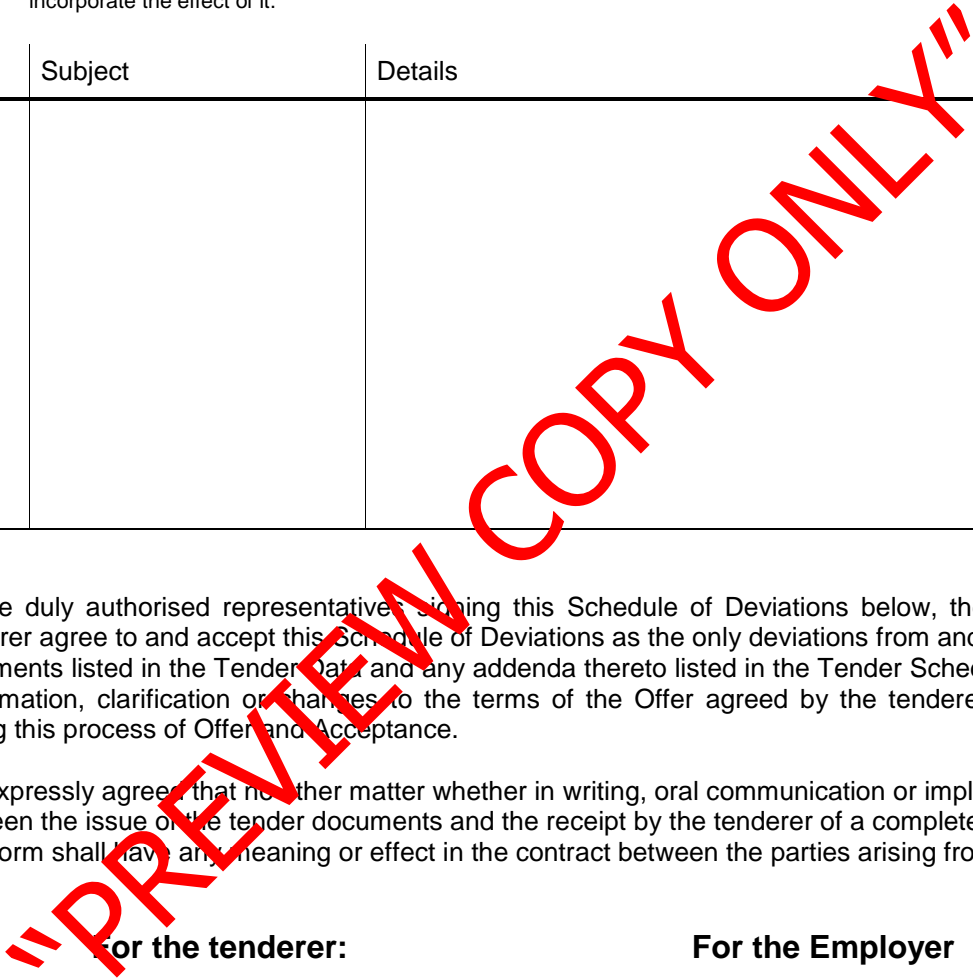 incorporate the effect of it.
Subject Details
e duly authorised representatives signing this Schedule of Deviations below, th
rer agree to and accept this Schedule of Deviations as the only deviations from and
ments listed in the Tender Data and any addenda thereto listed in the Tender Sched
rmation, clarification or changes to the terms of the Offer agreed by the tendere
g this process of Offer and Acceptance.
xpressly agreed that no other matter whether in writing, oral communication or impl
een the issue of the tender documents and the receipt by the tenderer of a complete
orm shall have any meaning or effect in the contract between the parties arising fro
For the tenderer: For the Employer
“PREVIEW COPY ONLY”